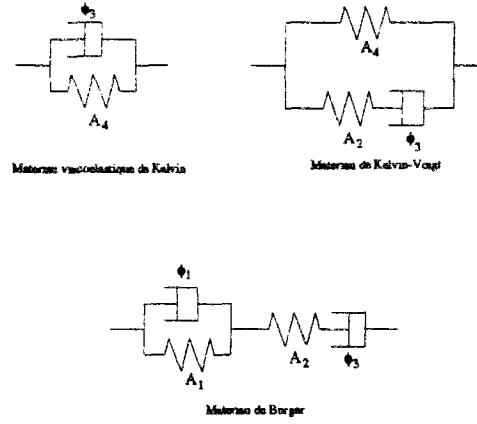 ϕ3
A4
Materiau viscoelastique de Kelvin
A4
A2
ϕ3
Materiau de Kelvin-Voigt
ϕ1
A1
A2
ϕ3
Materiau de Burger